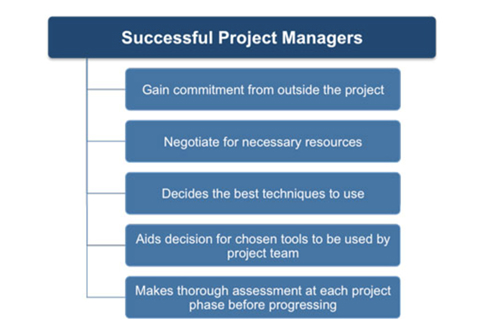 Successful Project Managers
Gain commitment from outside the project
Negotiate for necessary resources
Decides the best techniques to use
Aids decision for chosen tools to be used by
project team
Makes thorough assessment at each project
phase before progressing